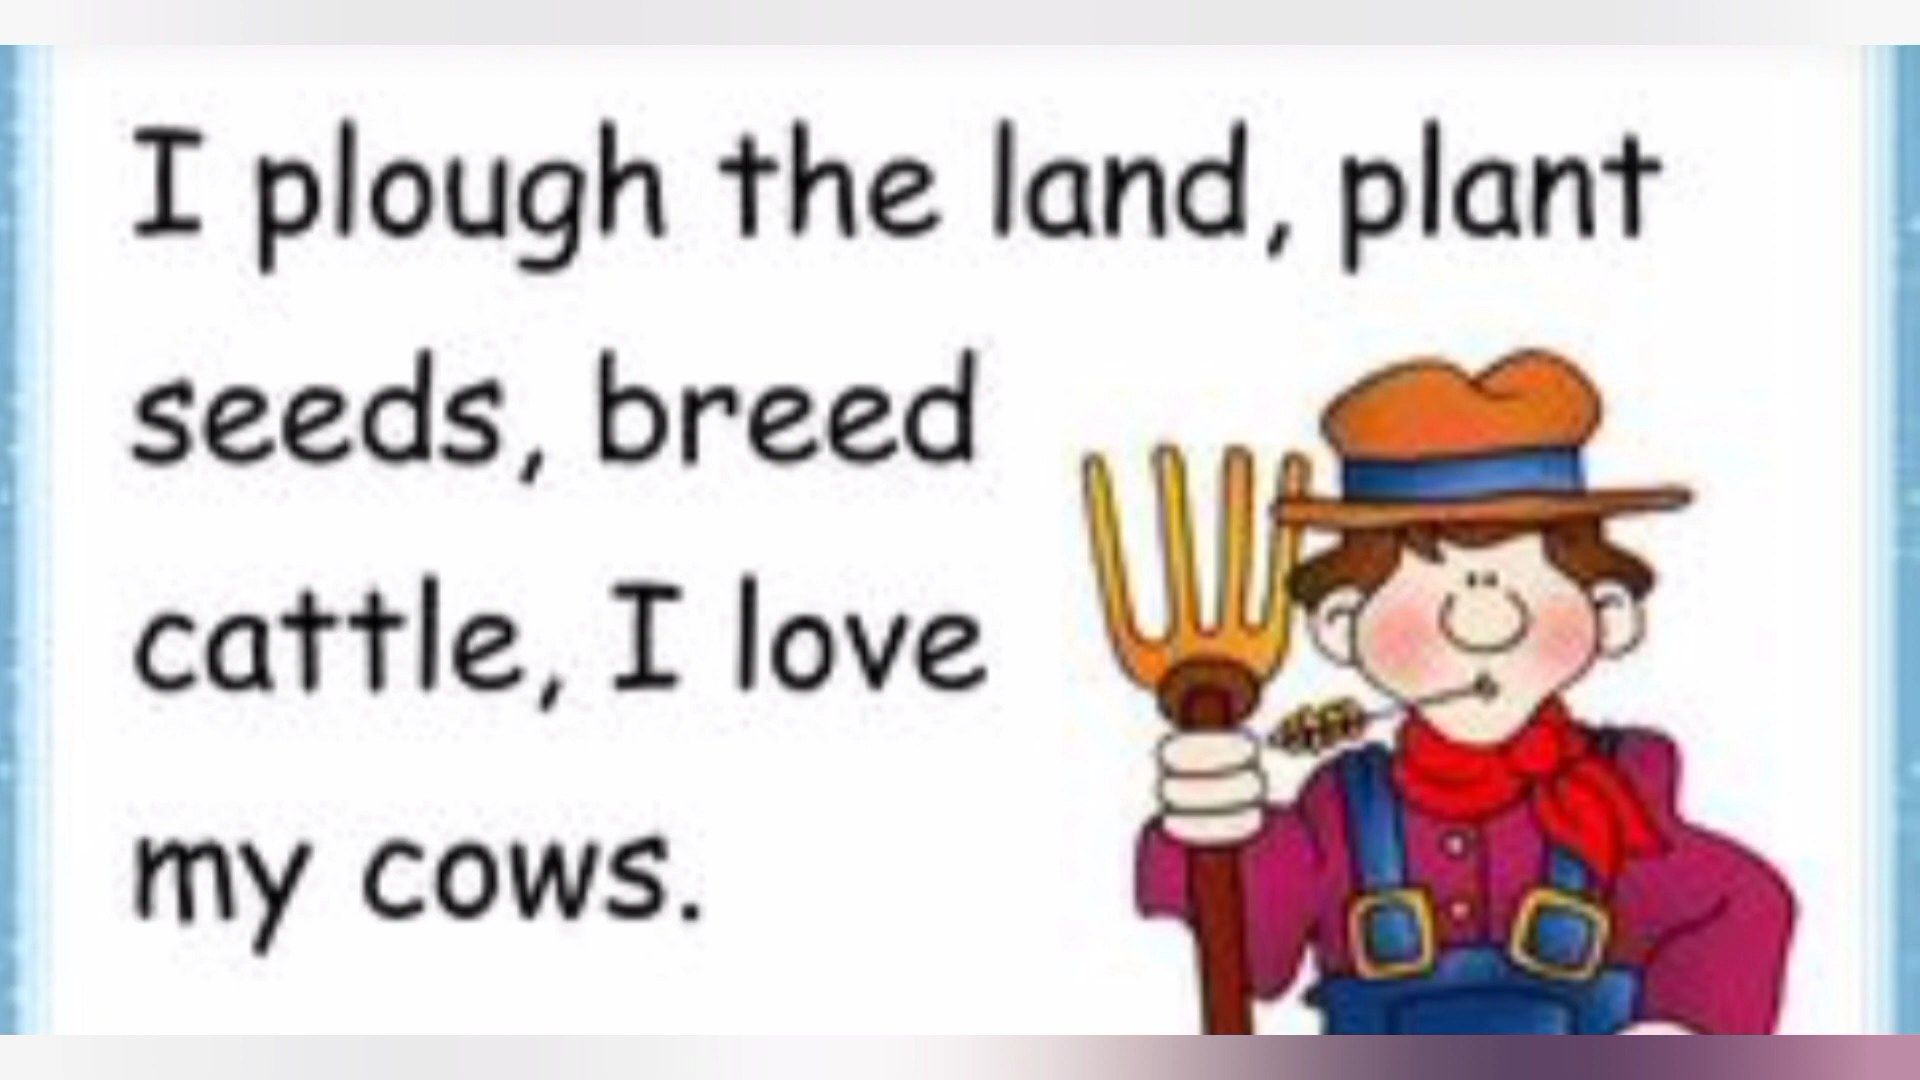 I plough the land, plant
seeds, breed
cattle, I love
my cows.